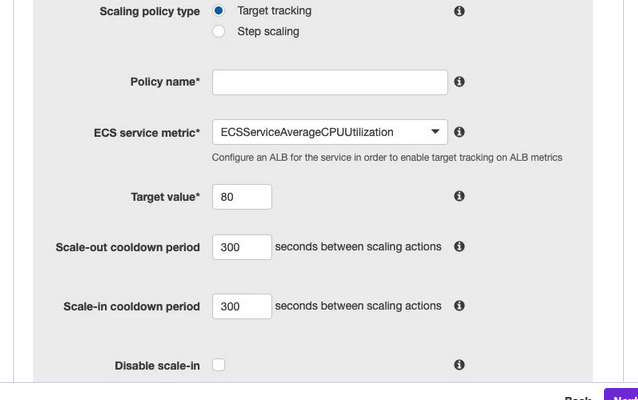 Scaling policy type Target tracking
Step scaling
Policy name*
ECS service metric* ECSServiceAverageCPUUtilization
Configure an ALB for the service in order to enable target tracking on ALB metrics
Target value* 80
Scale-out cooldown period 300 seconds between scaling actions
Scale-in cooldown period 300 seconds between scaling actions
Disable scale-in